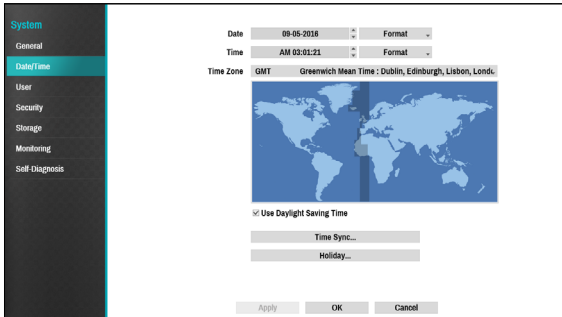 System
General
Date/Time
User
Security
Storage
Monitoring
Self-Diagnosis
Date 09-05-2016 Format
Time AM 03:01:21 Format
Time Zone GMT Greenwich Mean Time : Dublin, Edinburgh, Lisbon, Lond
Use Daylight Saving Time
Time Sync...
Holiday...
Apply OK Cancel